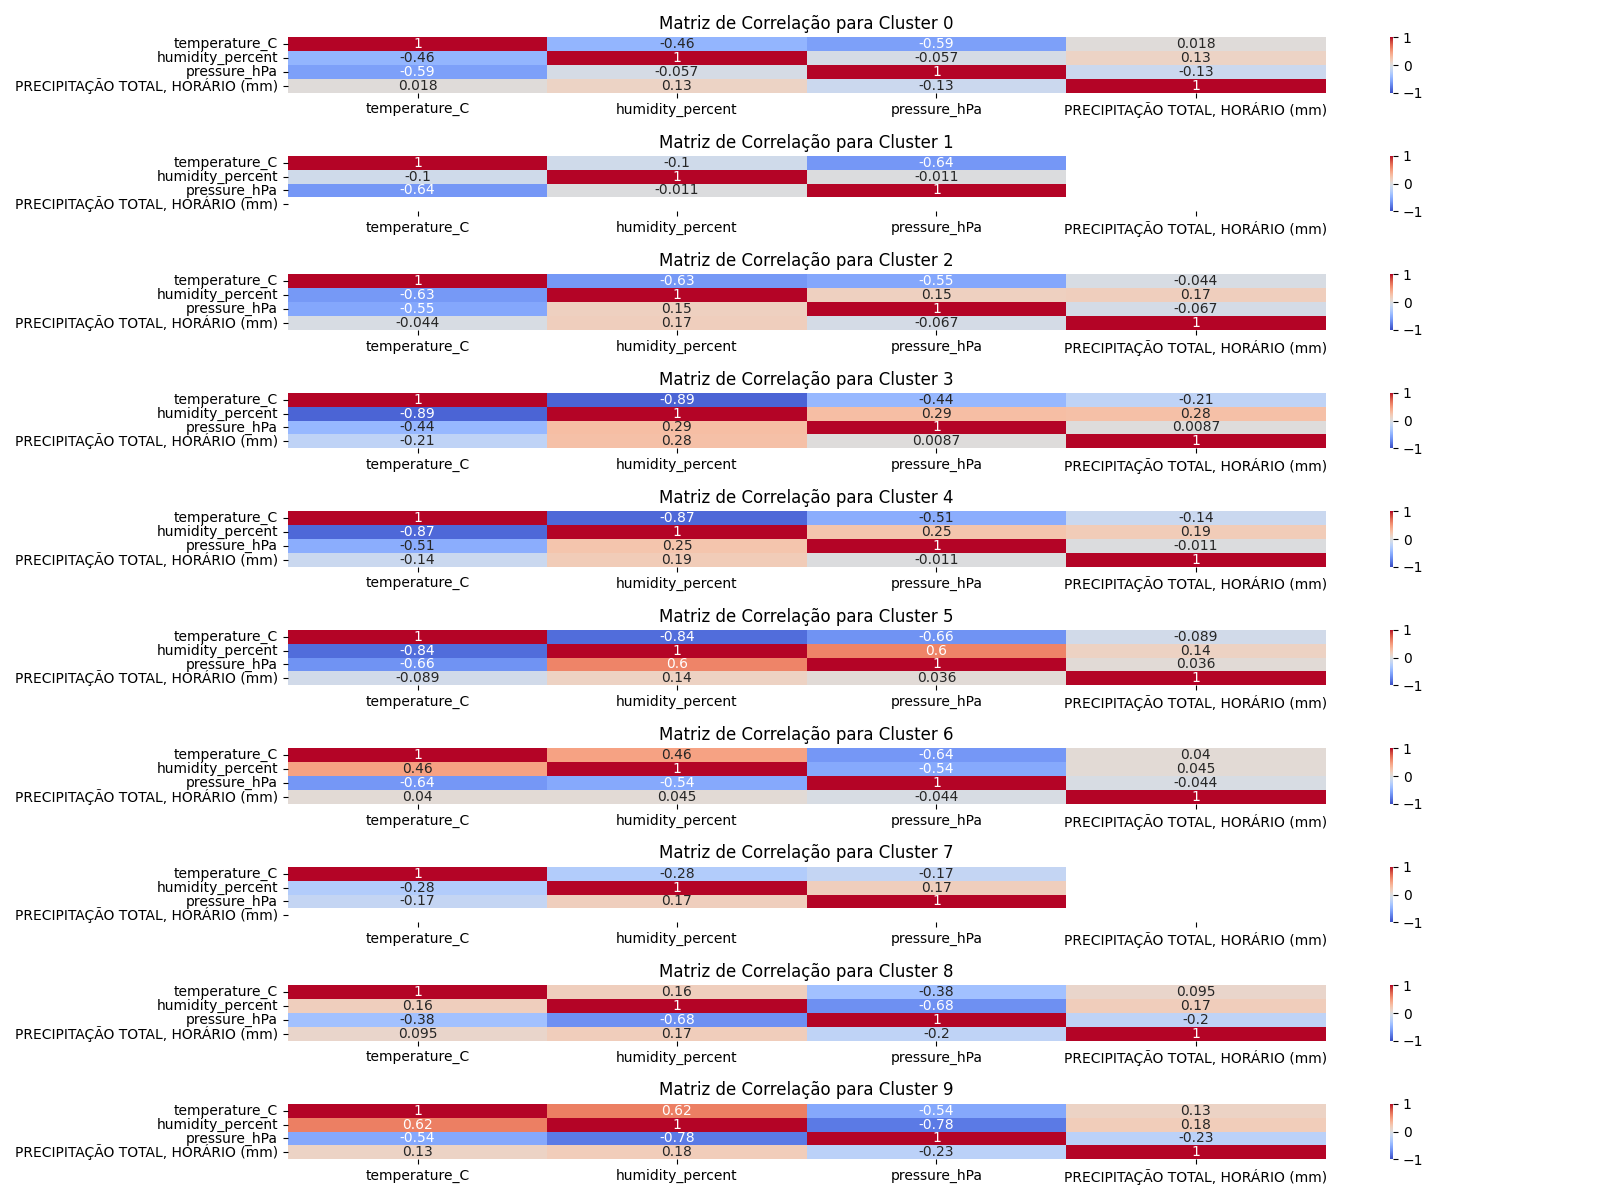 Matriz de Correlação para Cluster 0
temperature_C 1 -0.46 -0.59 0.018 1
humidity_percent -0.46 1 -0.057 0.13 0
pressure_hPa -0.59 -0.057 1 -0.13
PRECIPITAÇÃO TOTAL, HORÁRIO (mm) 0.018 0.13 -0.13 1 −1
temperature_C humidity_percent pressure_hPa PRECIPITAÇÃO TOTAL, HORÁRIO (mm)
Matriz de Correlação para Cluster 1
temperature_C 1 -0.1 -0.64 1
humidity_percent -0.1 1 -0.011 0
pressure_hPa -0.64 -0.011 1
PRECIPITAÇÃO TOTAL, HORÁRIO (mm) −1
temperature_C humidity_percent pressure_hPa PRECIPITAÇÃO TOTAL, HORÁRIO (mm)
Matriz de Correlação para Cluster 2
temperature_C 1 -0.63 -0.55 -0.044 1
humidity_percent -0.63 1 0.15 0.17 0
pressure_hPa -0.55 0.15 1 -0.067
PRECIPITAÇÃO TOTAL, HORÁRIO (mm) -0.044 0.17 -0.067 1 −1
temperature_C humidity_percent pressure_hPa PRECIPITAÇÃO TOTAL, HORÁRIO (mm)
Matriz de Correlação para Cluster 3
temperature_C 1 -0.89 -0.44 -0.21 1
humidity_percent -0.89 1 0.29 0.28 0
pressure_hPa -0.44 0.29 1 0.0087
PRECIPITAÇÃO TOTAL, HORÁRIO (mm) -0.21 0.28 0.0087 1 −1
temperature_C humidity_percent pressure_hPa PRECIPITAÇÃO TOTAL, HORÁRIO (mm)
Matriz de Correlação para Cluster 4
temperature_C 1 -0.87 -0.51 -0.14 1
humidity_percent -0.87 1 0.25 0.19 0
pressure_hPa -0.51 0.25 1 -0.011
PRECIPITAÇÃO TOTAL, HORÁRIO (mm) -0.14 0.19 -0.011 1 −1
temperature_C humidity_percent pressure_hPa PRECIPITAÇÃO TOTAL, HORÁRIO (mm)
Matriz de Correlação para Cluster 5
temperature_C 1 -0.84 -0.66 -0.089 1
humidity_percent -0.84 1 0.6 0.14 0
pressure_hPa -0.66 0.6 1 0.036
PRECIPITAÇÃO TOTAL, HORÁRIO (mm) -0.089 0.14 0.036 1 −1
temperature_C humidity_percent pressure_hPa PRECIPITAÇÃO TOTAL, HORÁRIO (mm)
Matriz de Correlação para Cluster 6
temperature_C 1 0.46 -0.64 0.04 1
humidity_percent 0.46 1 -0.54 0.045 0
pressure_hPa -0.64 -0.54 1 -0.044
PRECIPITAÇÃO TOTAL, HORÁRIO (mm) 0.04 0.045 -0.044 1 −1
temperature_C humidity_percent pressure_hPa PRECIPITAÇÃO TOTAL, HORÁRIO (mm)
Matriz de Correlação para Cluster 7
temperature_C 1 -0.28 -0.17 1
humidity_percent -0.28 1 0.17 0
pressure_hPa -0.17 0.17 1
PRECIPITAÇÃO TOTAL, HORÁRIO (mm) −1
temperature_C humidity_percent pressure_hPa PRECIPITAÇÃO TOTAL, HORÁRIO (mm)
Matriz de Correlação para Cluster 8
temperature_C 1 0.16 -0.38 0.095 1
humidity_percent 0.16 1 -0.68 0.17 0
pressure_hPa -0.38 -0.68 1 -0.2
PRECIPITAÇÃO TOTAL, HORÁRIO (mm) 0.095 0.17 -0.2 1 −1
temperature_C humidity_percent pressure_hPa PRECIPITAÇÃO TOTAL, HORÁRIO (mm)
Matriz de Correlação para Cluster 9
temperature_C 1 0.62 -0.54 0.13 1
humidity_percent 0.62 1 -0.78 0.18 0
pressure_hPa -0.54 -0.78 1 -0.23
PRECIPITAÇÃO TOTAL, HORÁRIO (mm) 0.13 0.18 -0.23 1 −1
temperature_C humidity_percent pressure_hPa PRECIPITAÇÃO TOTAL, HORÁRIO (mm)